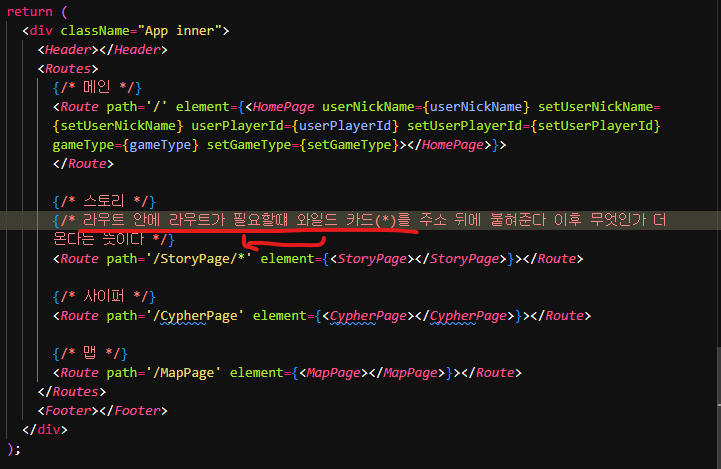 return (
<div className="App inner">
<Header></Header>
<Routes>
{/* 메인 */}
<Route path='/' element={<HomePage userNickName={userNickName} setUserNickName=
{setUserNickName} userPlayerId={userPlayerId} setUserPlayerId={setUserPlayerId}
gameType={gameType} setGameType={setGameType}></HomePage>}>
</Route>
{/* 스토리 */}
{/* 라우트 안에 라우트가 필요할떄 와일드 카드(*)를 주소 뒤에 붙혀준다 이후 무엇인가 더
온다는 뜻이다 */}
<Route path='/StoryPage/*' element={<StoryPage></StoryPage>}></Route>
{/* 사이퍼 */}
<Route path='/CypherPage' element={<CypherPage></CypherPage>}></Route>
{/* 맵 */}
<Route path='/MapPage' element={<MapPage></MapPage>}></Route>
</Routes>
<Footer></Footer>
</div>
);